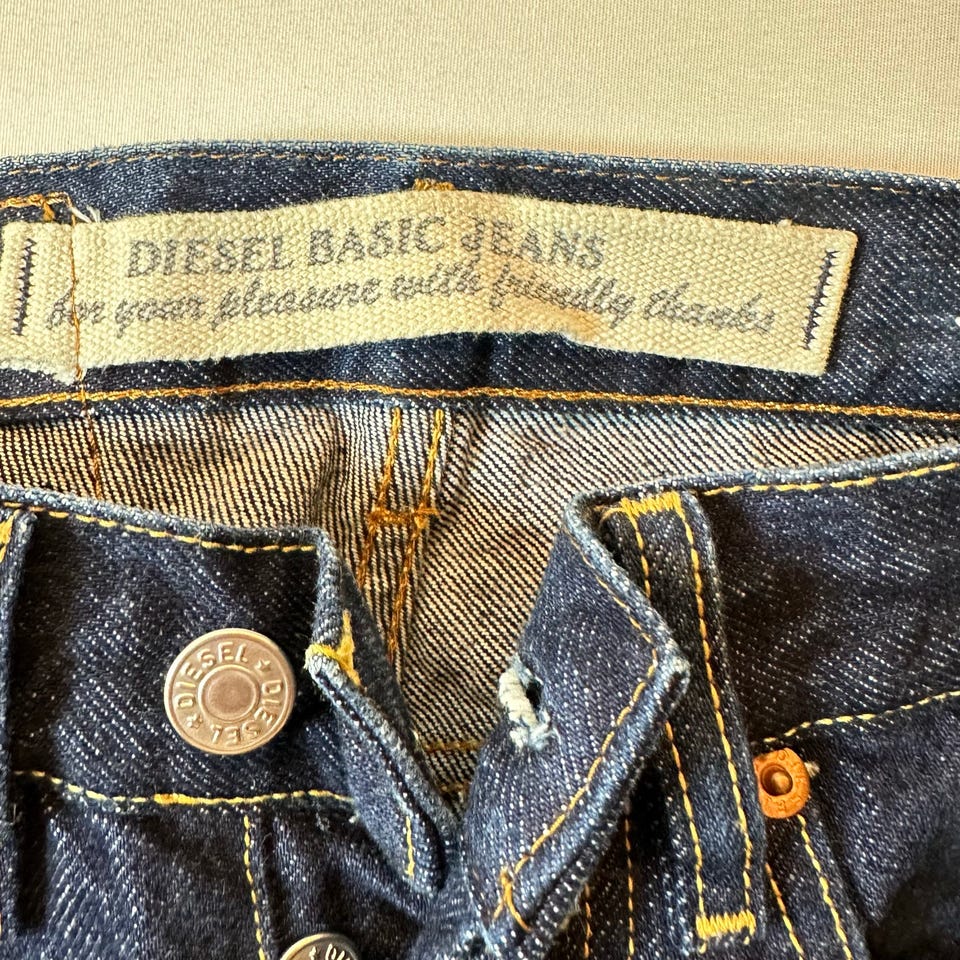 DIESEL BASIC JEANS
for your pleasure with friendly thanks
DIESEL DIESEL